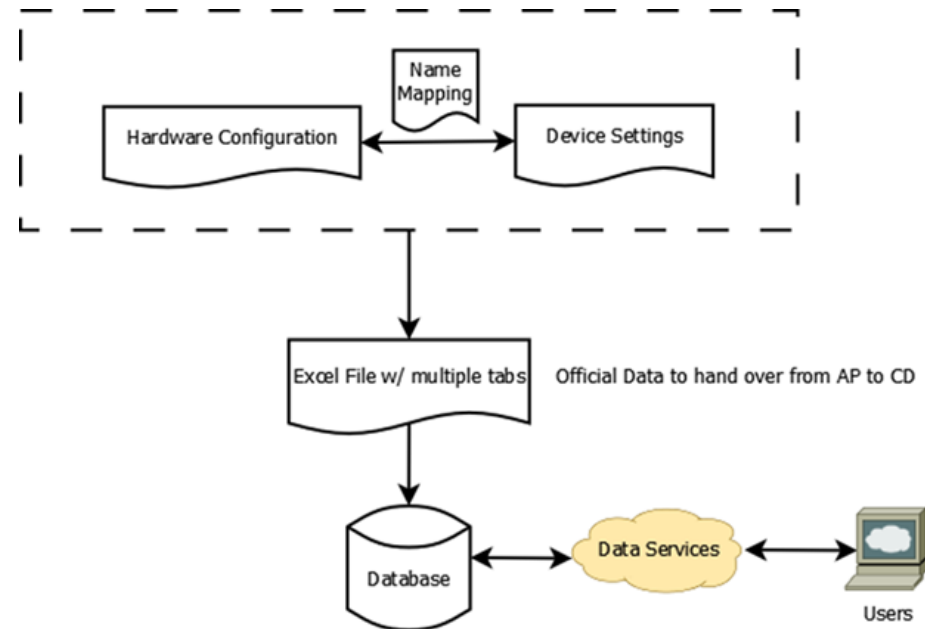 Name
Mapping
Hardware Configuration
Device Settings
Excel File w/ multiple tabs
Official Data to hand over from AP to CD
Data Services
Database
Users